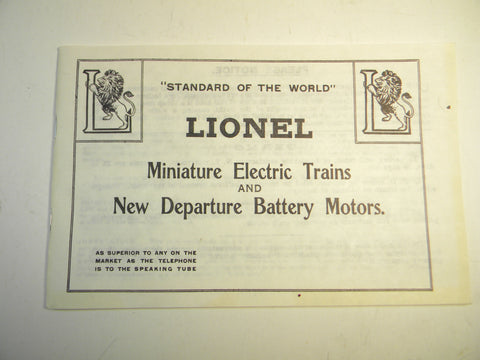 "STANDARD OF THE WORLD"
LIONEL
Miniature Electric Trains
AND
New Departure Battery Motors.
AS SUPERIOR TO ANY ON THE
MARKET AS THE TELEPHONE
IS TO THE SPEAKING TUBE
L
L